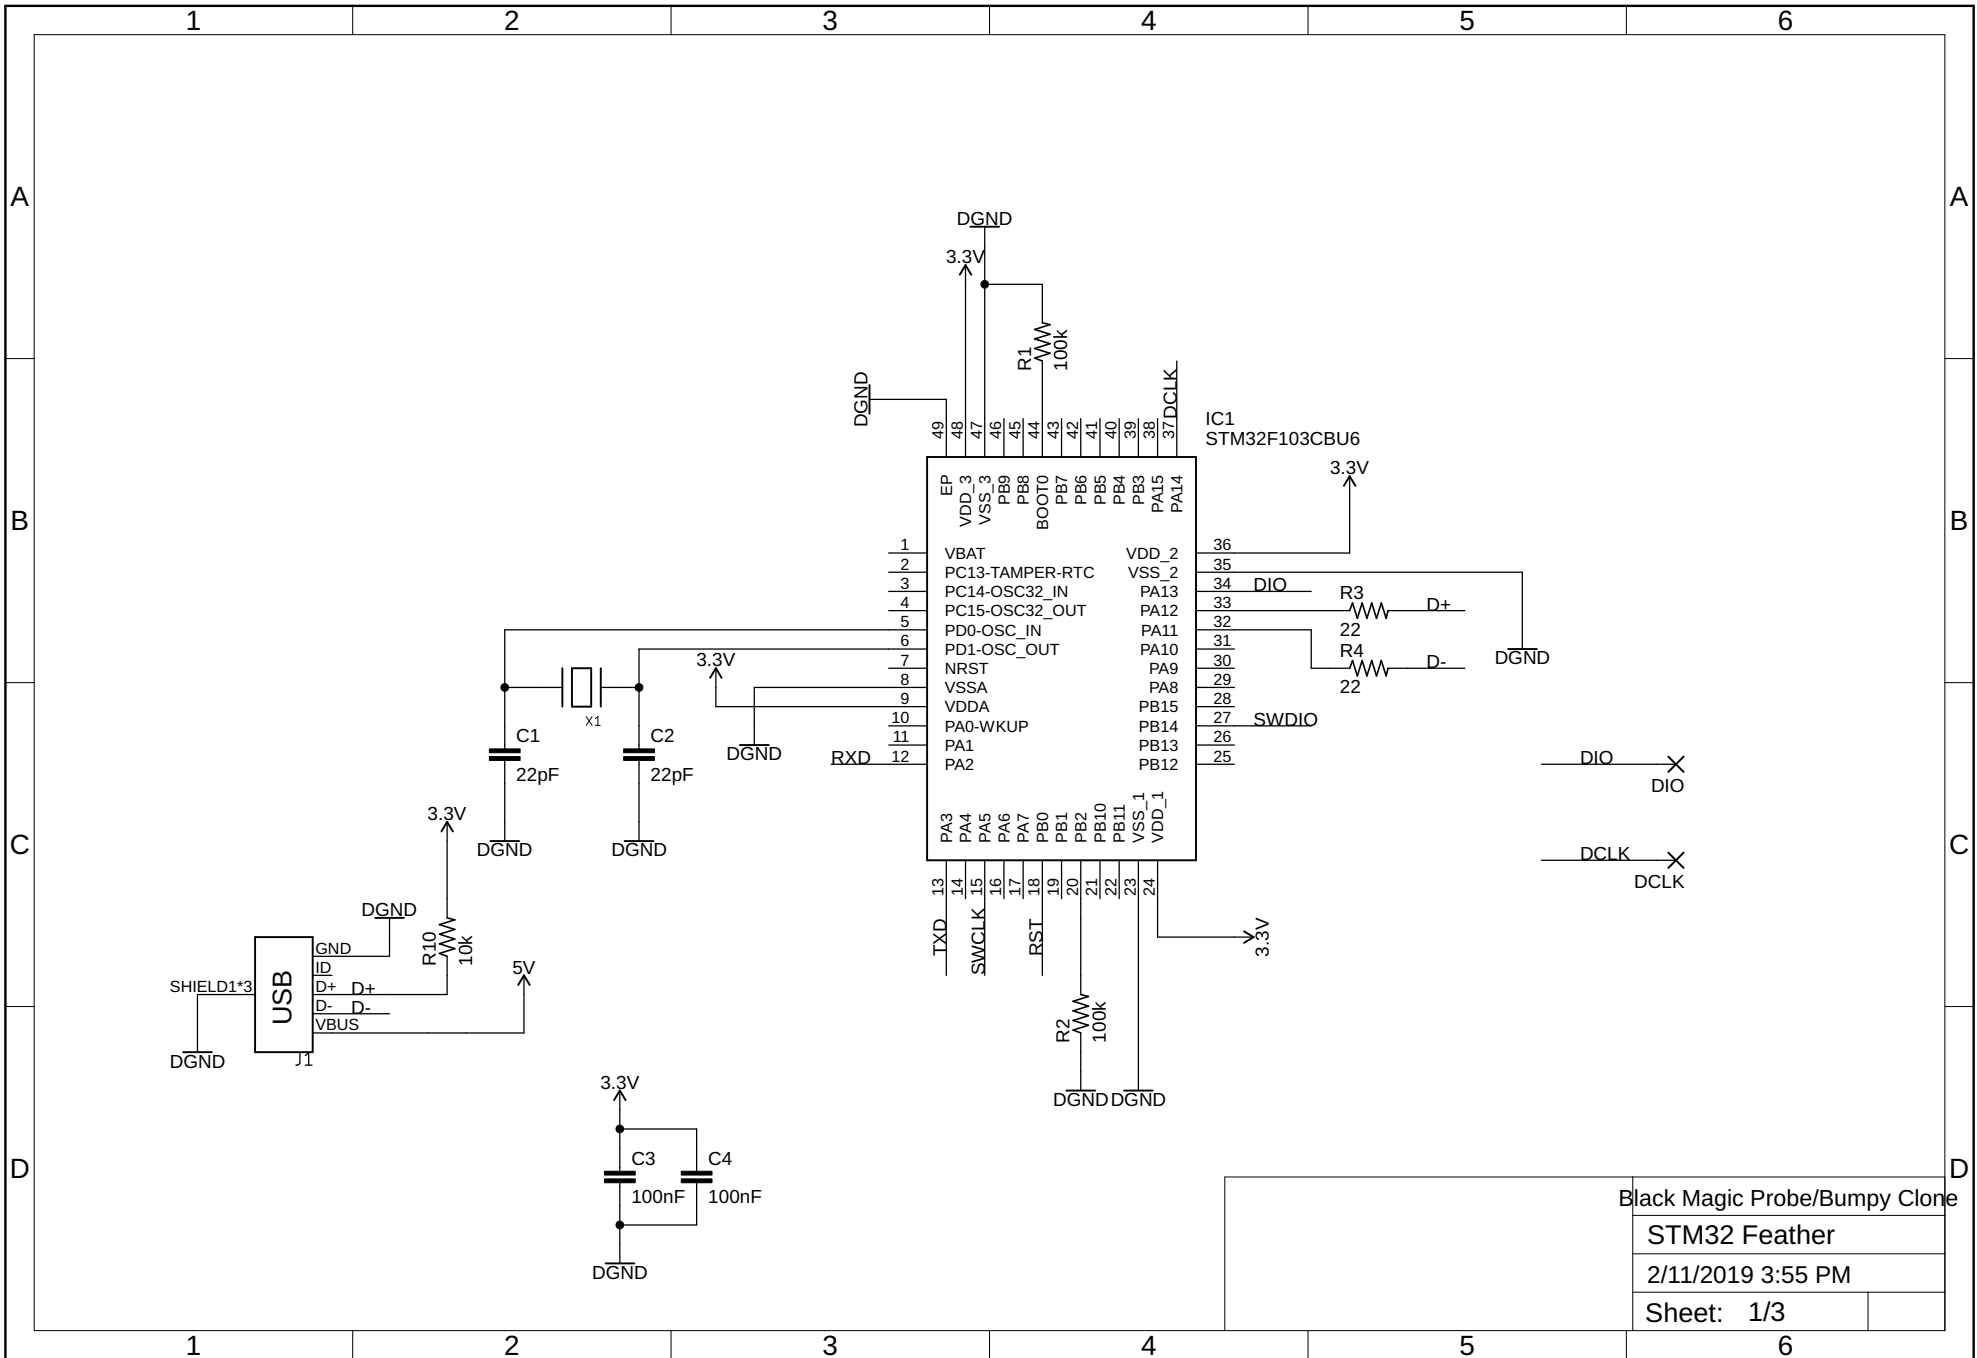 1 2 3 4 5 6
A A
DGND
3.3V
R1
100k
DGND
DCLK
49 48 47 46 45 44 43 42 41 40 39 38 37
IC1
STM32F103CBU6
3.3V
B B
EP VDD_3 VSS_3 PB9 PB8 BOOT0 PB7 PB6 PB5 PB4 PB3 PA15 PA14
1 VBAT VDD_2 36
2 PC13-TAMPER-RTC VSS_2 35
3 PC14-OSC32_IN PA13 34 DIO
4 PC15-OSC32_OUT PA12 33 R3 22 D+
5 PD0-OSC_IN PA11 32 R4 22 D-
6 PD1-OSC_OUT PA10 31
7 NRST PA9 30
8 VSSA PA8 29
9 VDDA PB15 28
10 PA0-WKUP PB14 27 SWDIO
11 PA1 PB13 26
RXD 12 PA2 PB12 25
DGND
3.3V
DGND
X1
C1
22pF
C2
22pF
DGND DGND
DIO
DIO
DCLK
DCLK
C C
PA3 PA4 PA5 PA6 PA7 PB0 PB1 PB2 PB10 PB11 VSS_1 VDD_1
13 14 15 16 17 18 19 20 21 22 23 24
TXD SWCLK RST
3.3V
R2
100k
DGND DGND
3.3V
R10
10k
DGND
5V
USB
GND
ID
SHIELD1*3 D+ D+
D- D-
VBUS
J1
DGND
3.3V
C3
100nF
C4
100nF
DGND
D D
Black Magic Probe/Bumpy Clone
STM32 Feather
2/11/2019 3:55 PM
Sheet: 1/3
1 2 3 4 5 6